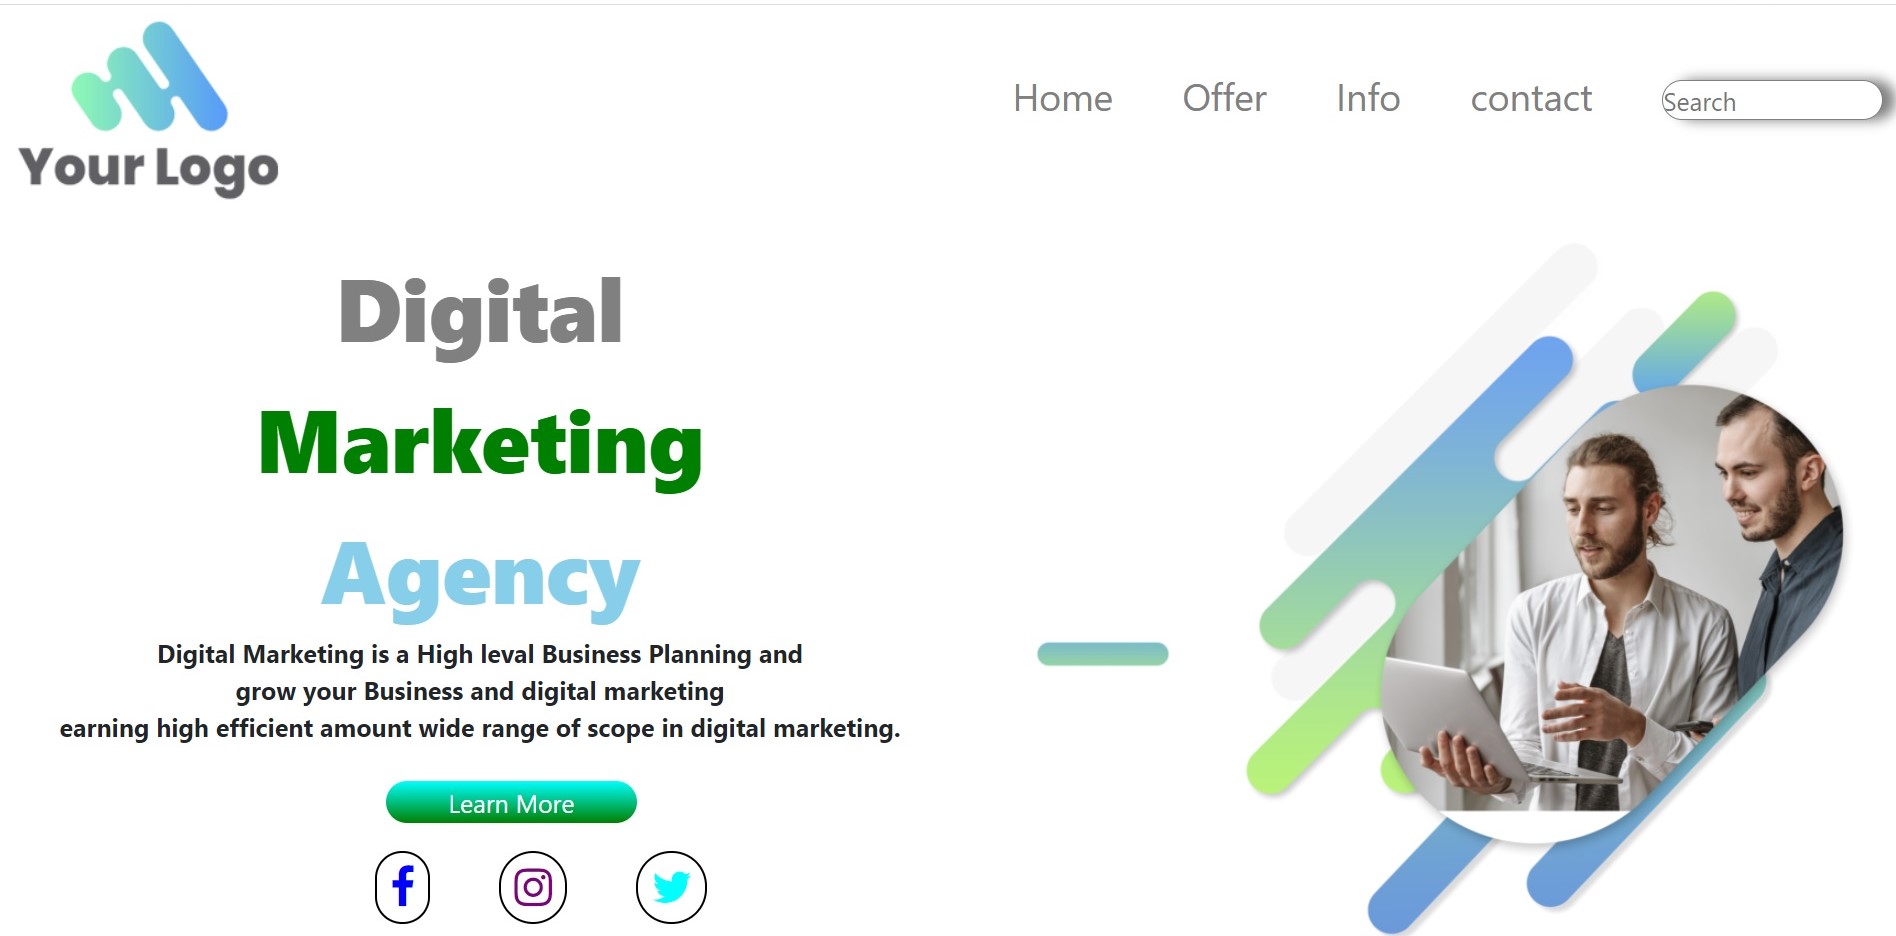 Your Logo
Home Offer Info contact Search
Digital
Marketing
Agency
Digital Marketing is a High leval Business Planning and
grow your Business and digital marketing
earning high efficient amount wide range of scope in digital marketing.
Learn More